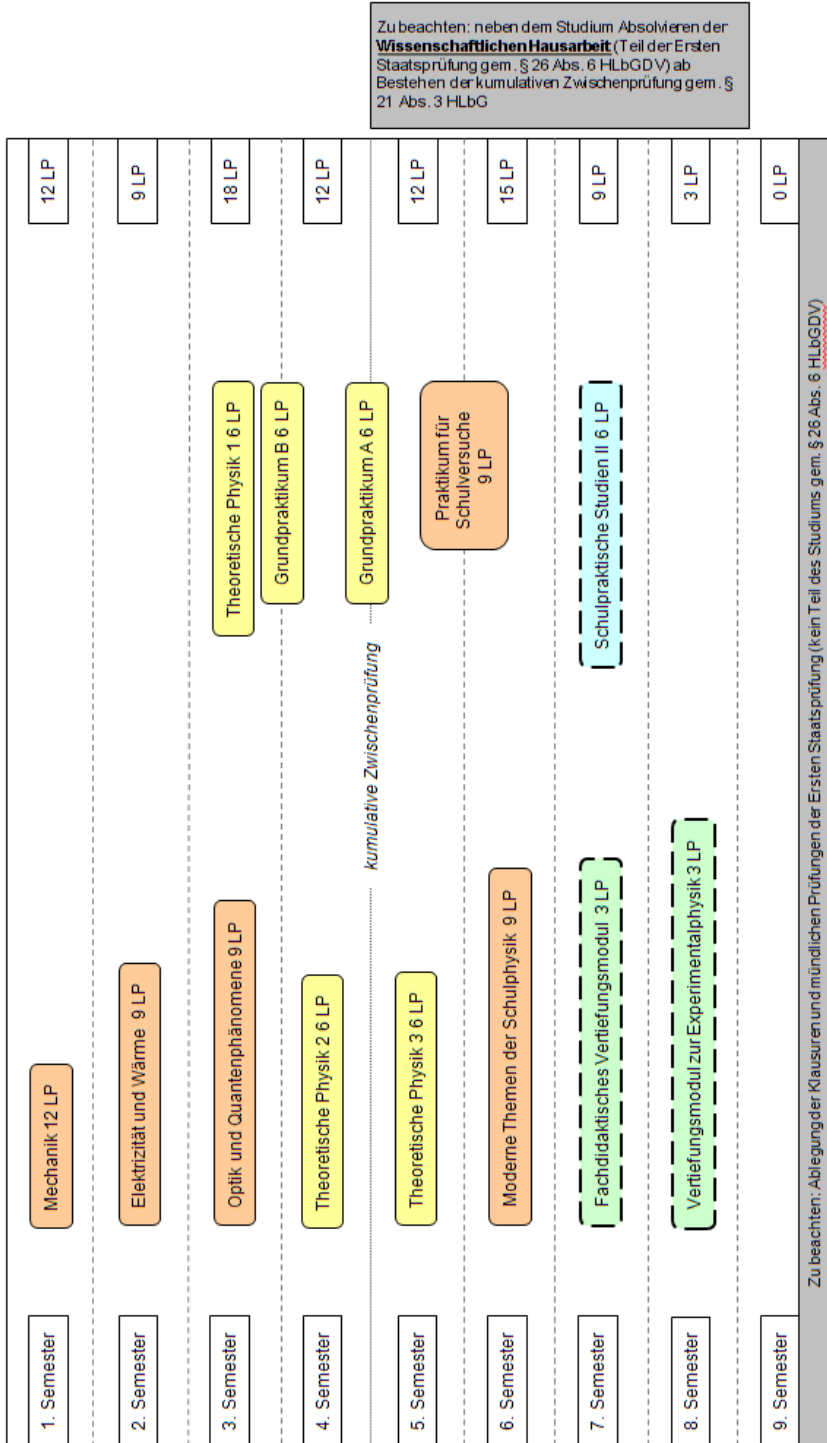 Zu beachten: neben dem Studium Absolvieren der
Wissenschaftlichen Hausarbeit (Teil der Ersten
Staatsprüfung gem. § 26 Abs. 6 HLbGDV) ab
Bestehen der kumulativen Zwischenprüfung gem. §
21 Abs. 3 HLbG
1. Semester
Mechanik 12 LP
12 LP
2. Semester
Elektrizität und Wärme 9 LP
9 LP
3. Semester
Optik und Quantenphänomene 9 LP
Theoretische Physik 1 6 LP
18 LP
Grundpraktikum B 6 LP
4. Semester
Theoretische Physik 2 6 LP
12 LP
kumulative Zwischenprüfung
Grundpraktikum A 6 LP
5. Semester
Theoretische Physik 3 6 LP
12 LP
Praktikum für
Schulversuche
9 LP
6. Semester
Moderne Themen der Schulphysik 9 LP
15 LP
7. Semester
Fachdidaktisches Vertiefungsmodul 3 LP
Schulpraktische Studien II 6 LP
9 LP
8. Semester
Vertiefungsmodul zur Experimentalphysik 3 LP
3 LP
9. Semester
0 LP
Zu beachten: Ablegung der Klausuren und mündlichen Prüfungen der Ersten Staatsprüfung (kein Teil des Studiums gem. § 26 Abs. 6 HLbGDV)